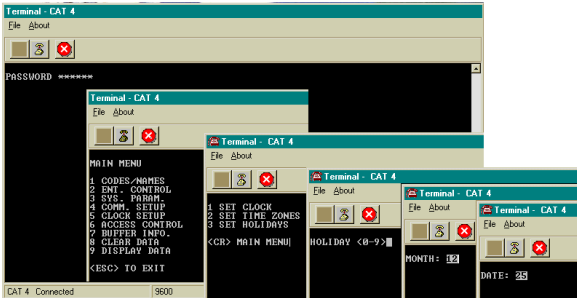 Terminal - CAT 4
File About
PASSWORD ******
Terminal - CAT 4
File About
MAIN MENU
1 CODES/NAMES
2 ENT. CONTROL
3 SYS. PARAM.
4 COMM. SETUP
5 CLOCK SETUP
6 ACCESS CONTROL
7 BUFFER INFO.
8 CLEAR DATA
9 DISPLAY DATA
<ESC> TO EXIT
Terminal - CAT 4
File About
1 SET CLOCK
2 SET TIME ZONES
3 SET HOLIDAYS
<CR> MAIN MENU
Terminal - CAT 4
File About
HOLIDAY <0-9>
Terminal - CAT 4
File About
MONTH: 12
Terminal - CAT 4
File About
DATE: 25
CAT 4 Connected
9600